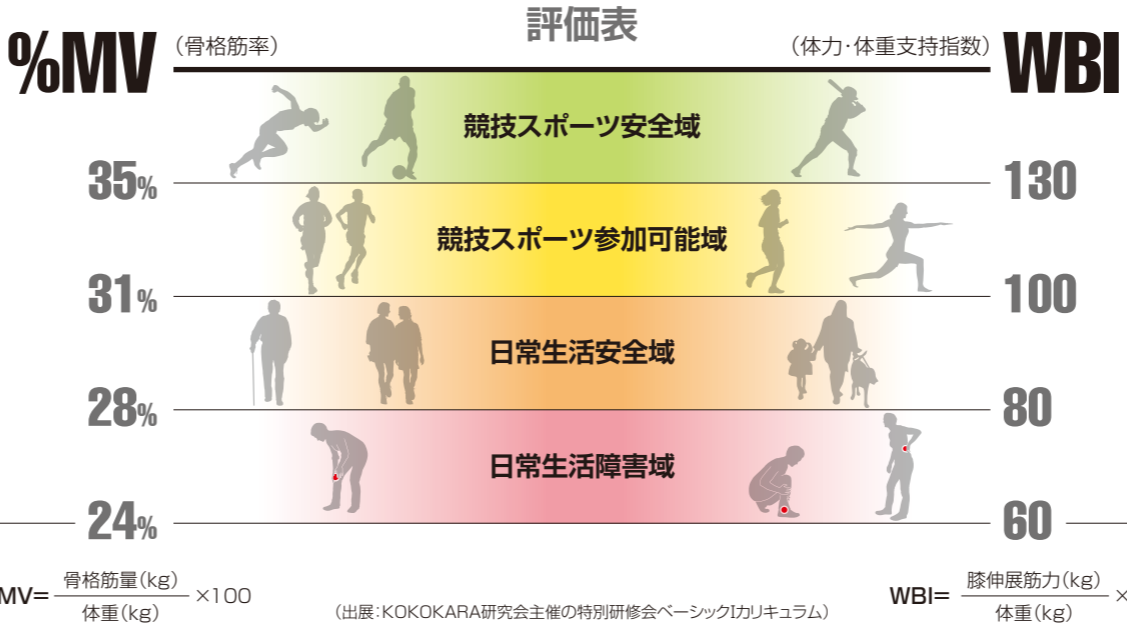 評価表
%MV (骨格筋率)
(体力・体重支持指数) WBI
競技スポーツ安全域
35% 130
競技スポーツ参加可能域
31% 100
日常生活安全域
28% 80
日常生活障害域
24% 60
MV= 骨格筋量(kg) ×100
体重(kg)
(出展:KOKOKARA研究会主催の特別研修会ベーシックIカリキュラム)
WBI= 膝伸展筋力(kg) ×
体重(kg)